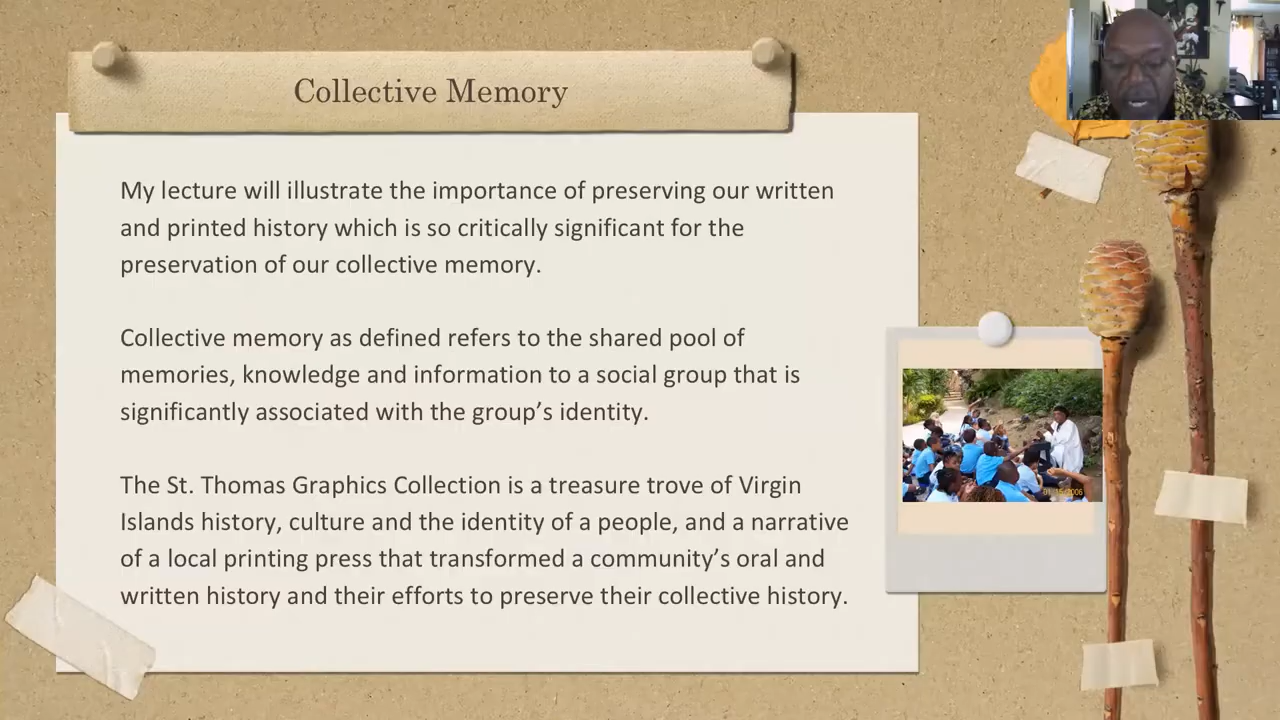 Collective Memory
My lecture will illustrate the importance of preserving our written
and printed history which is so critically significant for the
preservation of our collective memory.
Collective memory as defined refers to the shared pool of
memories, knowledge and information to a social group that is
significantly associated with the group’s identity.
The St. Thomas Graphics Collection is a treasure trove of Virgin
Islands history, culture and the identity of a people, and a narrative
of a local printing press that transformed a community’s oral and
written history and their efforts to preserve their collective history.